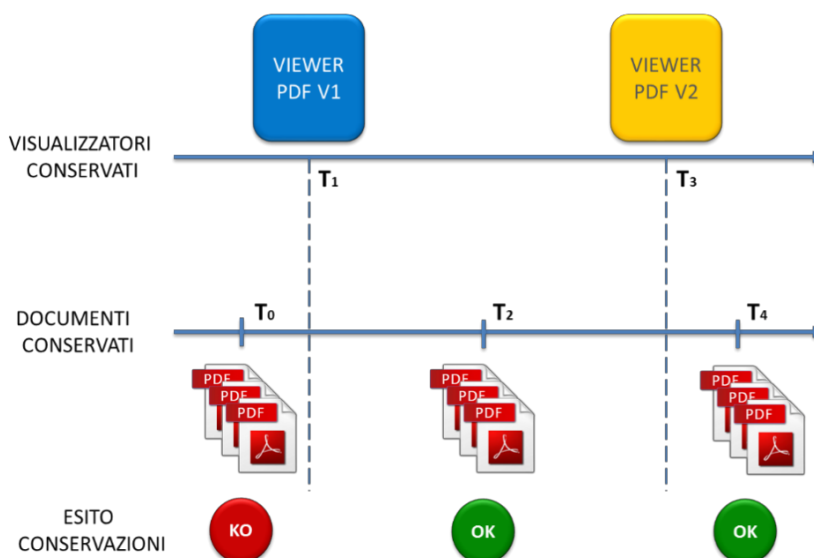 VIEWER
PDF V1
VIEWER
PDF V2
VISUALIZZATORI
CONSERVATI
T1
T3
DOCUMENTI
CONSERVATI
T0
T2
T4
PDF
PDF
PDF
PDF
PDF
PDF
PDF
PDF
PDF
ESITO
CONSERVAZIONI
KO
OK
OK